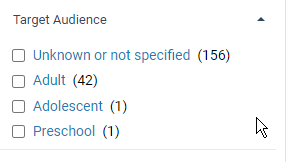 Target Audience
Unknown or not specified (156)
Adult (42)
Adolescent (1)
Preschool (1)